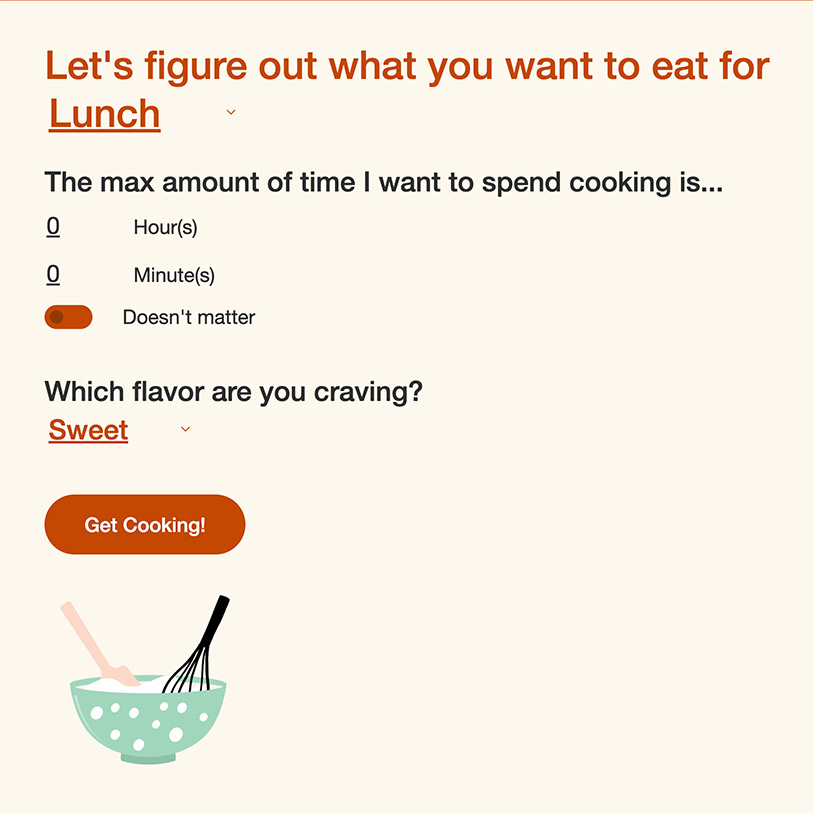 Let's figure out what you want to eat for
Lunch
The max amount of time I want to spend cooking is...
0 Hour(s)
0 Minute(s)
Doesn't matter
Which flavor are you craving?
Sweet
Get Cooking!